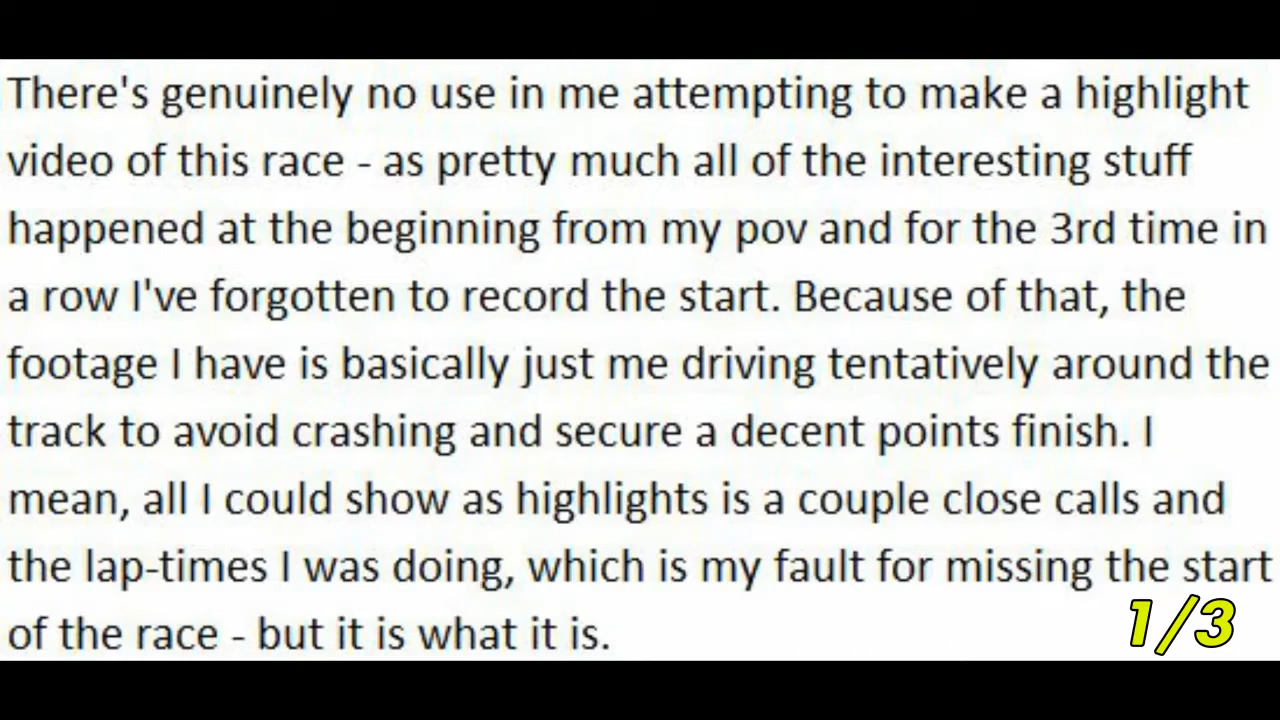 There's genuinely no use in me attempting to make a highlight
video of this race - as pretty much all of the interesting stuff
happened at the beginning from my pov and for the 3rd time in
a row I've forgotten to record the start. Because of that, the
footage I have is basically just me driving tentatively around the
track to avoid crashing and secure a decent points finish. I
mean, all I could show as highlights is a couple close calls and
the lap-times I was doing, which is my fault for missing the start
of the race - but it is what it is.
1/3